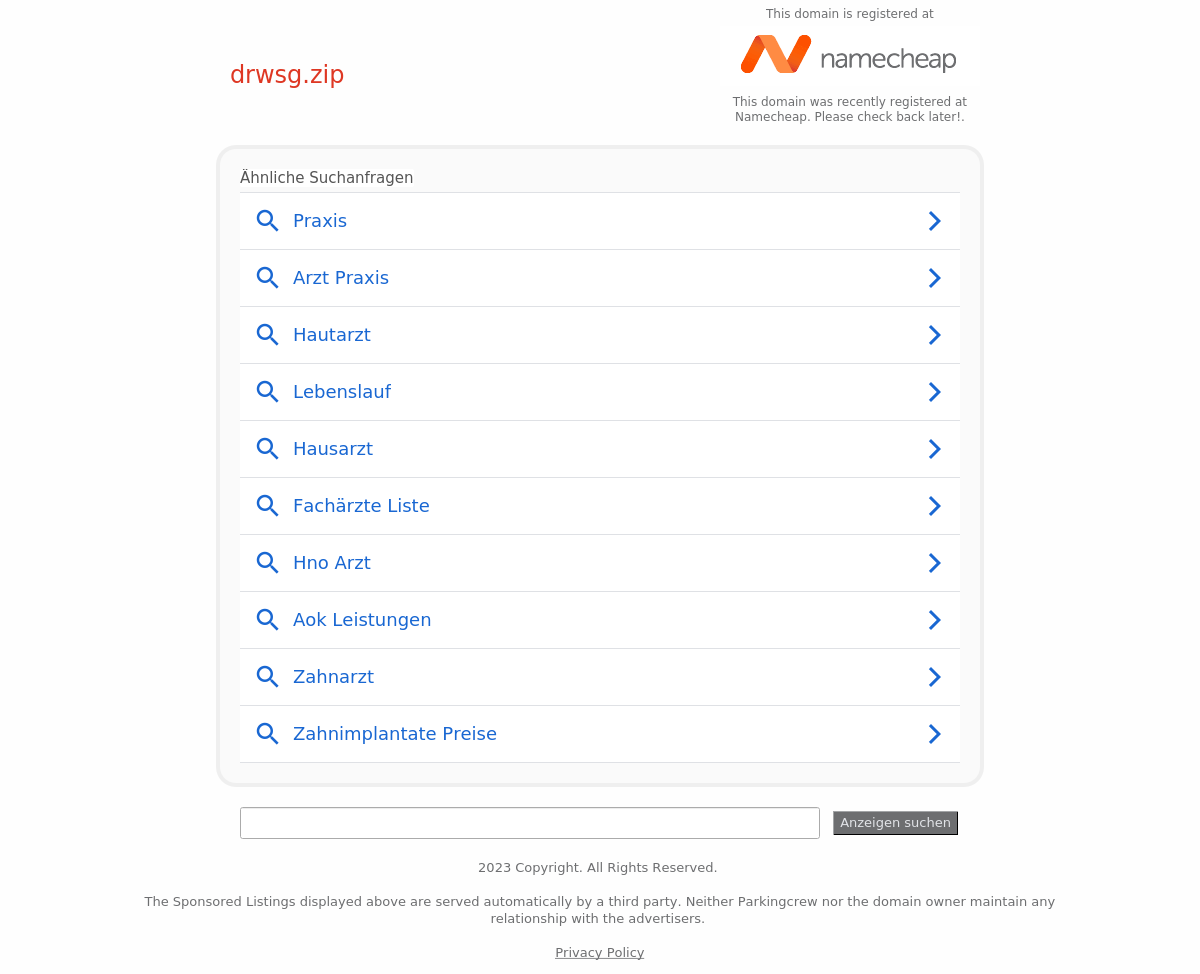 This domain is registered at
namecheap
drwsg.zip
This domain was recently registered at
Namecheap. Please check back later!.
Ähnliche Suchanfragen
Praxis
Arzt Praxis
Hautarzt
Lebenslauf
Hausarzt
Fachärzte Liste
Hno Arzt
Aok Leistungen
Zahnarzt
Zahnimplantate Preise
Anzeigen suchen
2023 Copyright. All Rights Reserved.
The Sponsored Listings displayed above are served automatically by a third party. Neither Parkingcrew nor the domain owner maintain any
relationship with the advertisers.
Privacy Policy